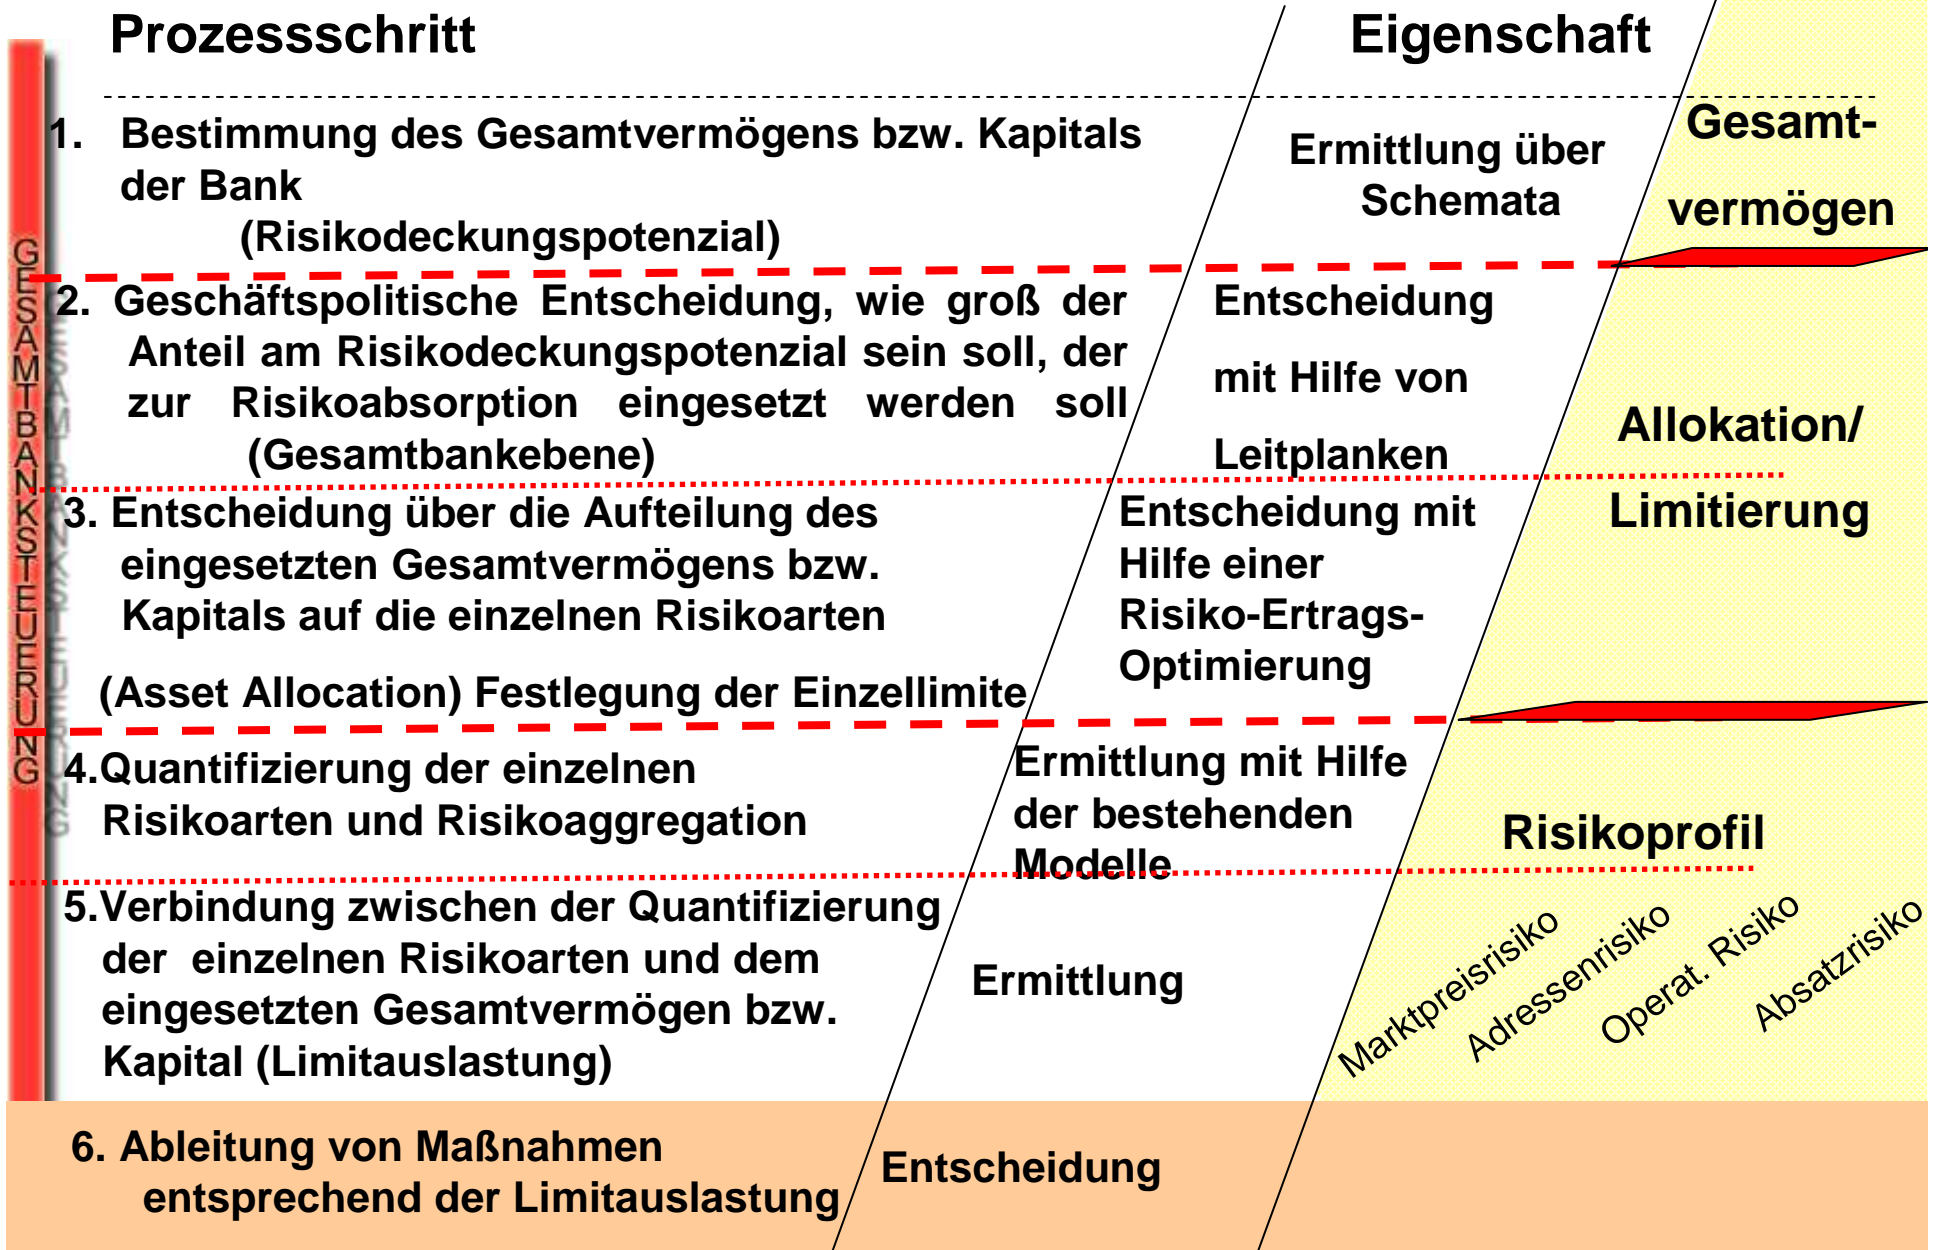 Prozessschritt
Eigenschaft
1. Bestimmung des Gesamtvermögens bzw. Kapitals
der Bank
(Risikodeckungspotenzial)
Ermittlung über
Schemata
Gesamt-
vermögen
2. Geschäftspolitische Entscheidung, wie groß der
Anteil am Risikodeckungspotenzial sein soll, der
zur Risikoabsorption eingesetzt werden soll
(Gesamtbankebene)
Entscheidung
mit Hilfe von
Leitplanken
Allokation/
Limitierung
3. Entscheidung über die Aufteilung des
eingesetzten Gesamtvermögens bzw.
Kapitals auf die einzelnen Risikoarten
(Asset Allocation) Festlegung der Einzellimite
Entscheidung mit
Hilfe einer
Risiko-Ertrags-
Optimierung
4.Quantifizierung der einzelnen
Risikoarten und Risikoaggregation
Ermittlung mit Hilfe
der bestehenden
Modelle
Risikoprofil
5.Verbindung zwischen der Quantifizierung
der einzelnen Risikoarten und dem
eingesetzten Gesamtvermögen bzw.
Kapital (Limitauslastung)
Ermittlung
Marktpreisrisiko
Adressenrisiko
Operat. Risiko
Absatzrisiko
6. Ableitung von Maßnahmen
entsprechend der Limitauslastung
Entscheidung
GESAMTBANKSTEUERUNG